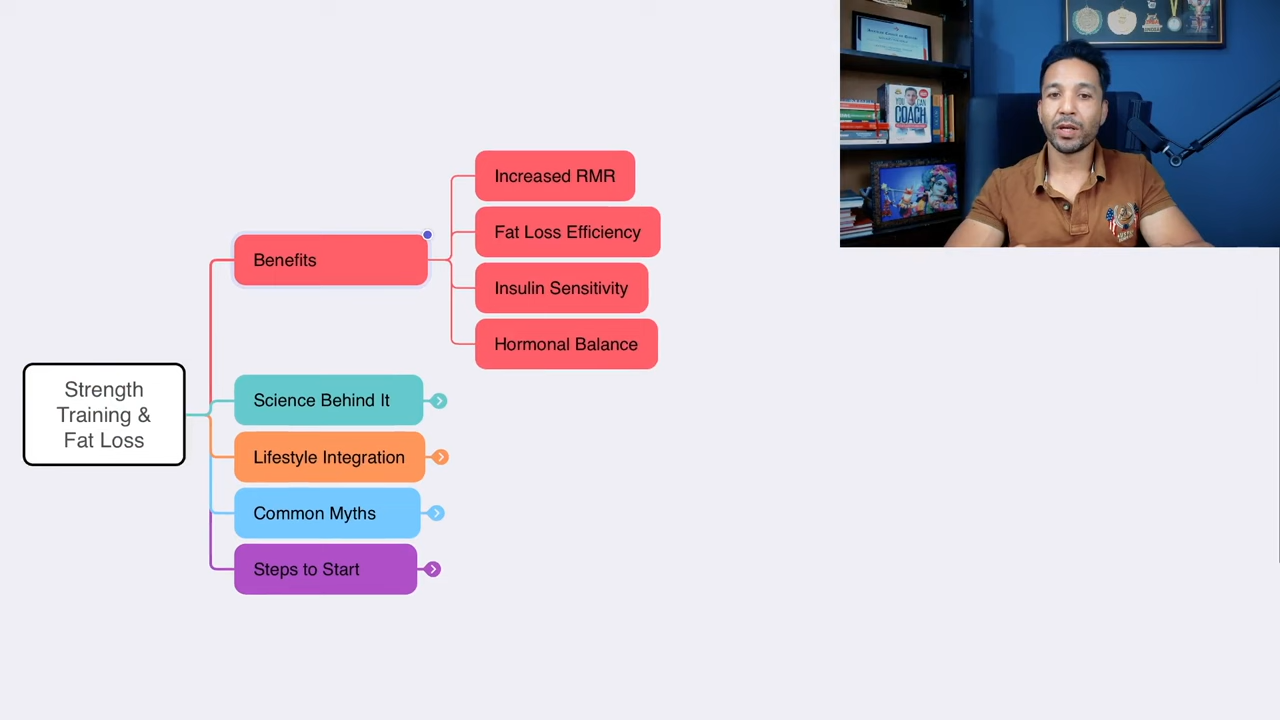 Strength
Training &
Fat Loss
Benefits
Increased RMR
Fat Loss Efficiency
Insulin Sensitivity
Hormonal Balance
Science Behind It
Lifestyle Integration
Common Myths
Steps to Start
YOU CAN
COACH